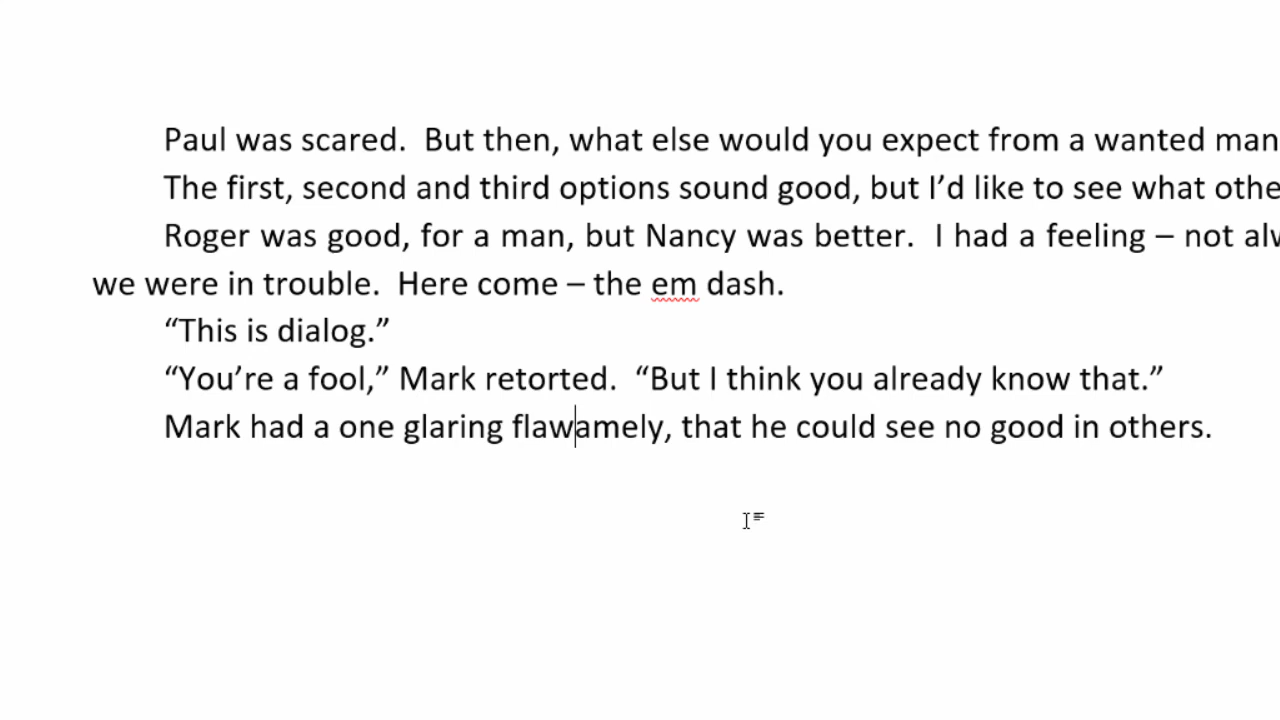 Paul was scared.  But then, what else would you expect from a wanted man
The first, second and third options sound good, but I’d like to see what
Roger was good, for a man, but Nancy was better.  I had a feeling – not
we were in trouble.  Here come – the em dash.
“This is dialog.”
“You’re a fool,” Mark retorted.  “But I think you already know that.”
Mark had a one glaring flawamely, that he could see no good in others.